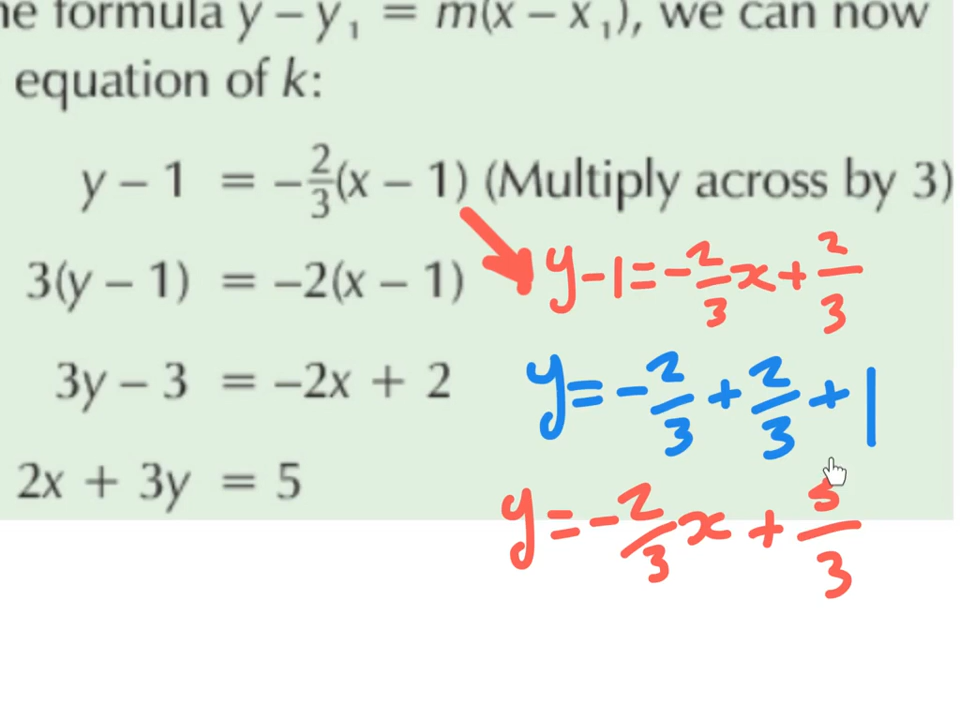 ne formula y − y₁ = m(x − x₁), we can now
equation of k:
y − 1 = −2/3(x − 1) (Multiply across by 3)
3(y − 1) = −2(x − 1)
y−1=−2/3x+2/3
3y − 3 = −2x + 2
y=−2/3+2/3+1
2x + 3y = 5
y=−2/3x+5/3